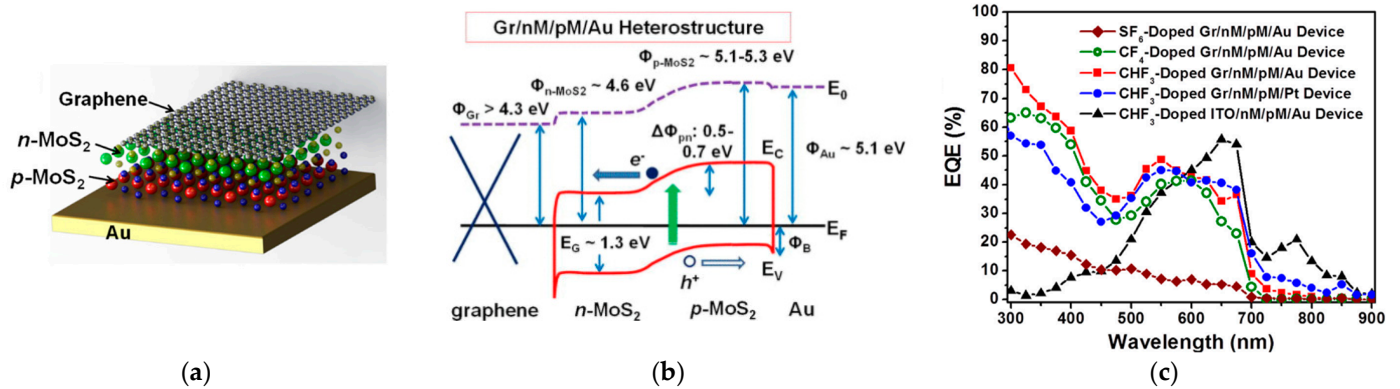 Graphene
n-MoS2
p-MoS2
Au
(a)
Gr/nM/pM/Au Heterostructure
Φp-MoS2 ~ 5.1-5.3 eV
Φn-MoS2 ~ 4.6 eV
ΦGr > 4.3 eV
E0
ΔΦpn: 0.5-
0.7 eV
EC
e-
ΦAu ~ 5.1 eV
EF
EG ~ 1.3 eV
ΦB
h+
EV
graphene
n-MoS2
p-MoS2
Au
(b)
100
90
80
70
60
50
40
30
20
10
0
EQE (%)
SF6-Doped Gr/nM/pM/Au Device
CF4-Doped Gr/nM/pM/Au Device
CHF3-Doped Gr/nM/pM/Au Device
CHF3-Doped Gr/nM/pM/Pt Device
CHF3-Doped ITO/nM/pM/Au Device
300 400 500 600 700 800 900
Wavelength (nm)
(c)